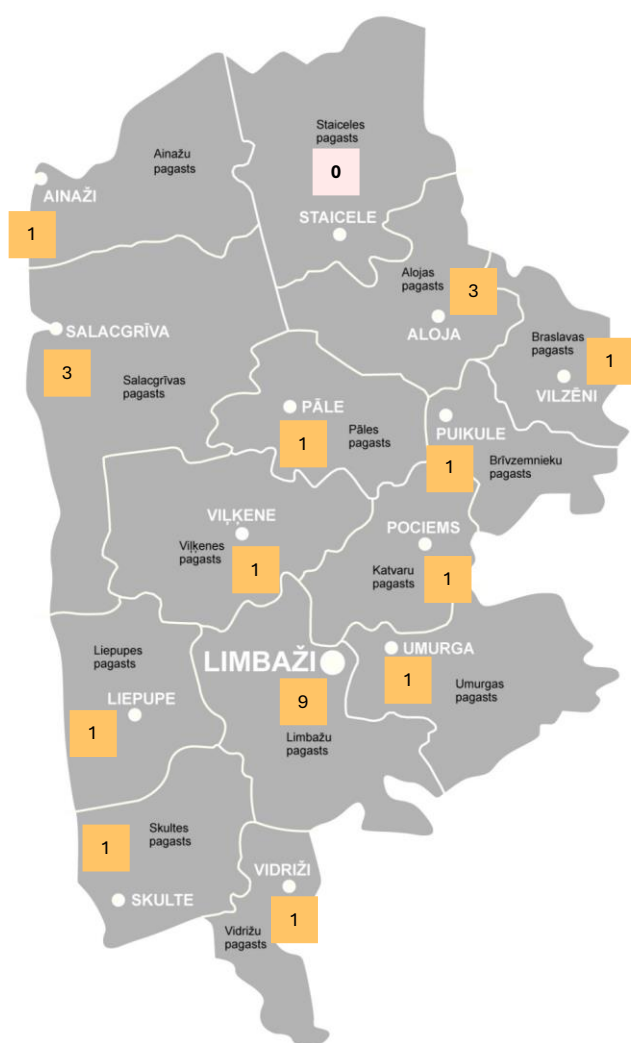 Staiceles
pagasts
0
STAICELE
Ainažu
pagasts
AINAŽI
1
Alojas
pagasts
3
ALOJA
SALACGRĪVA
3
Salacgrīvas
pagasts
Braslavas
pagasts
1
VILZĒNI
PĀLE
1
Pāles
pagasts
PUIKULE
1
Brīvzemnieku
pagasts
VIĻĶENE
Viļķenes
pagasts
1
POCIEMS
Katvaru
pagasts
1
Liepupes
pagasts
LIEPUPE
1
LIMBAŽI
9
Limbažu
pagasts
UMURGA
1
Umurgas
pagasts
Skultes
pagasts
1
SKULTE
VIDRIŽI
1
Vidrižu
pagasts